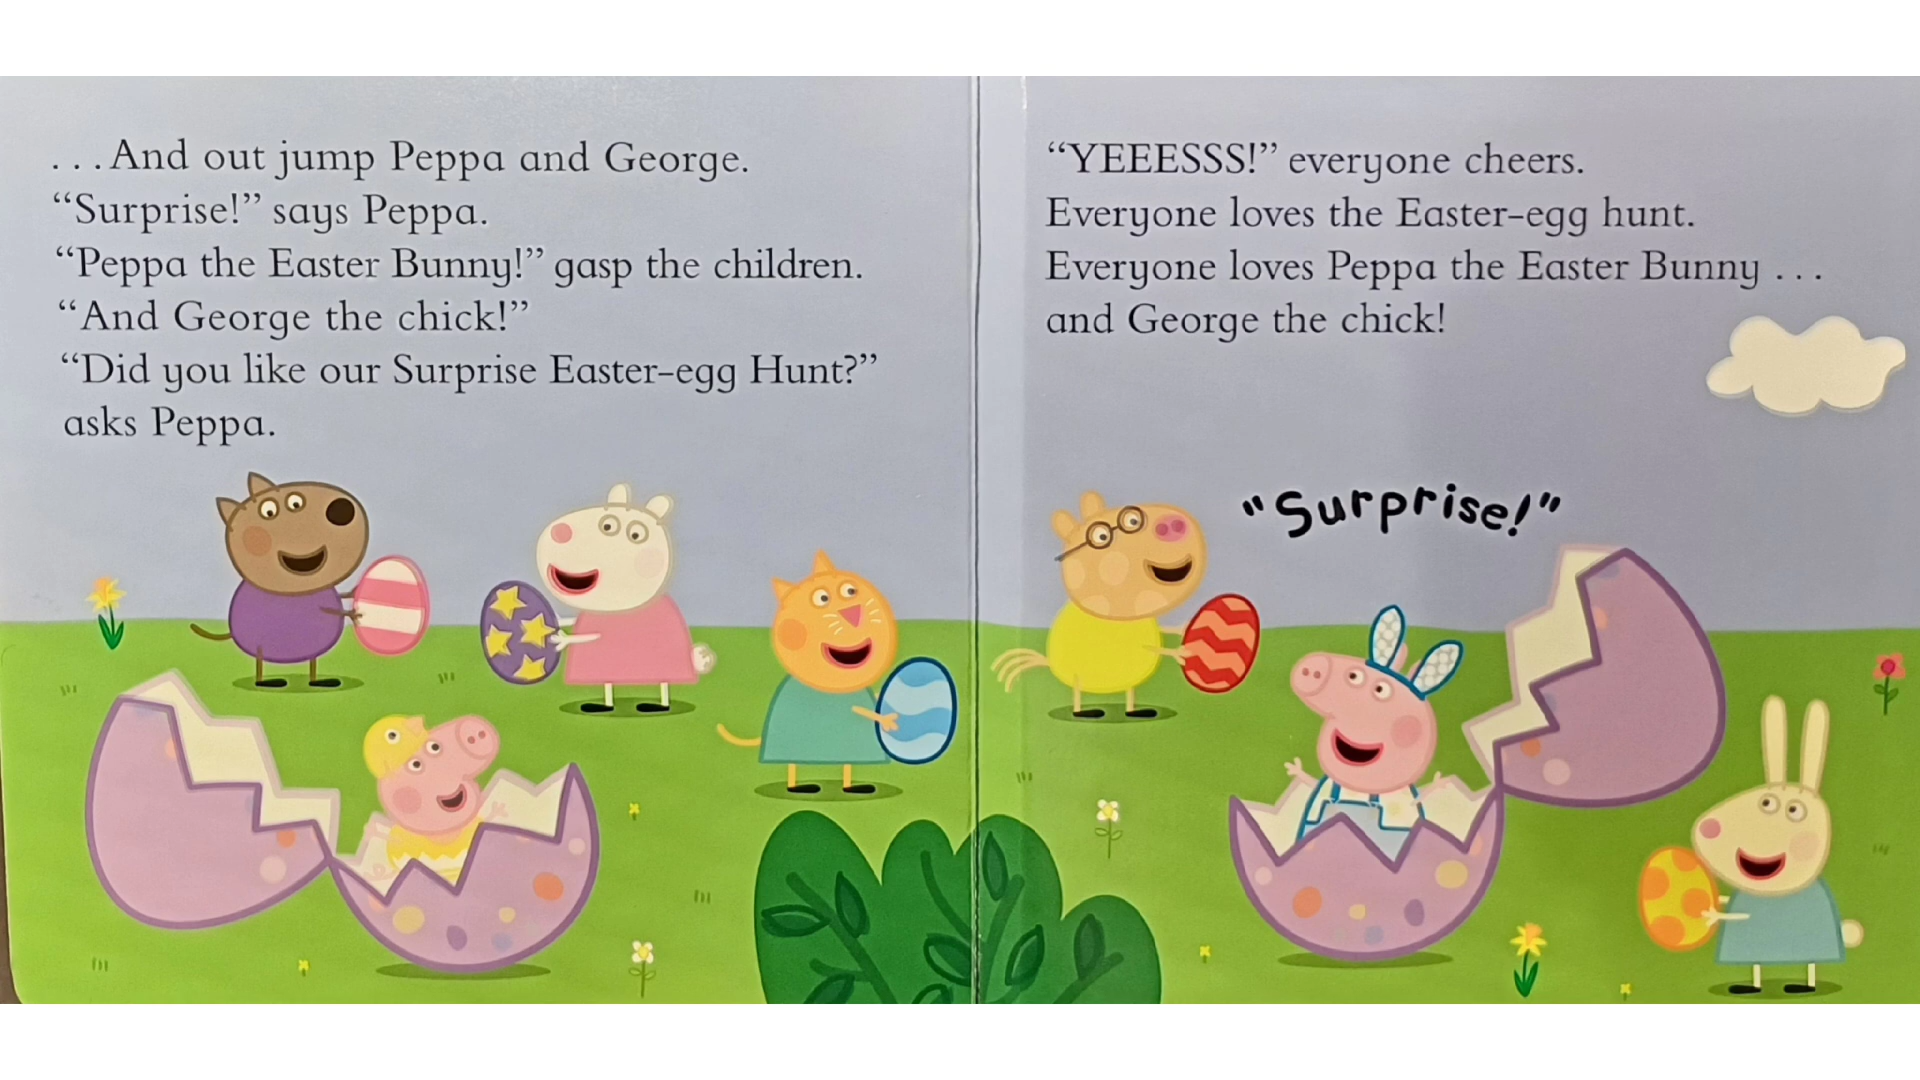 ...And out jump Peppa and George.
“Surprise!” says Peppa.
“Peppa the Easter Bunny!” gasp the children.
“And George the chick!”
“Did you like our Surprise Easter-egg Hunt?”
asks Peppa.
“YEEESSS!” everyone cheers.
Everyone loves the Easter-egg hunt.
Everyone loves Peppa the Easter Bunny ...
and George the chick!
“Surprise!”